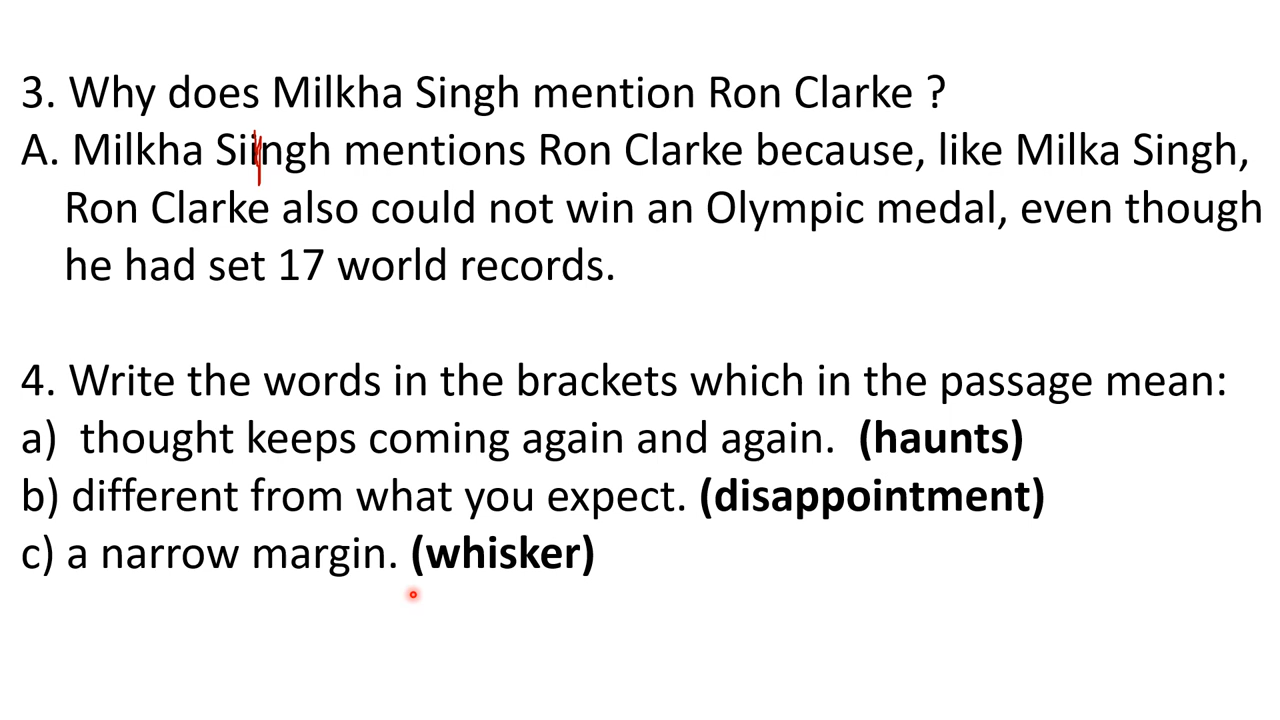 3. Why does Milkha Singh mention Ron Clarke ?
A. Milkha Siingh mentions Ron Clarke because, like Milka Singh,
Ron Clarke also could not win an Olympic medal, even though
he had set 17 world records.
4. Write the words in the brackets which in the passage mean:
a) thought keeps coming again and again. (haunts)
b) different from what you expect. (disappointment)
c) a narrow margin. (whisker)